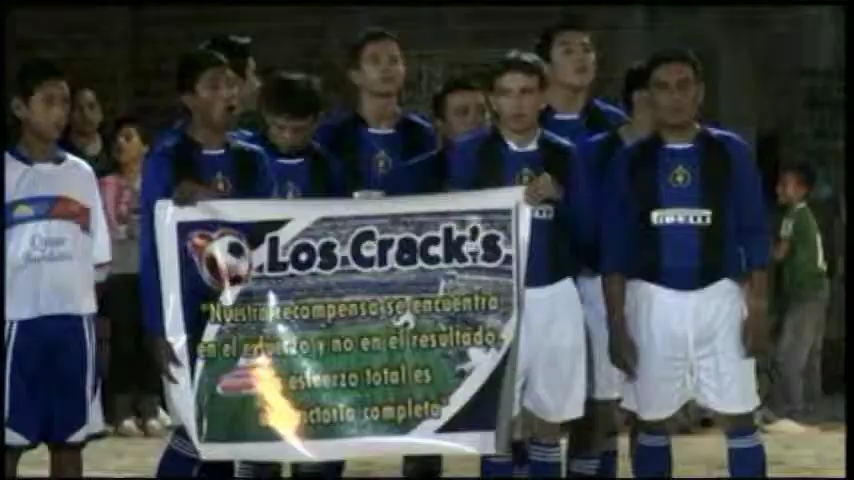 Los Crack's
"Nuestra recompensa se encuentra
en el esfuerzo y no en el resultado.
esfuerzo total es
victoria completa"
PIRELLI